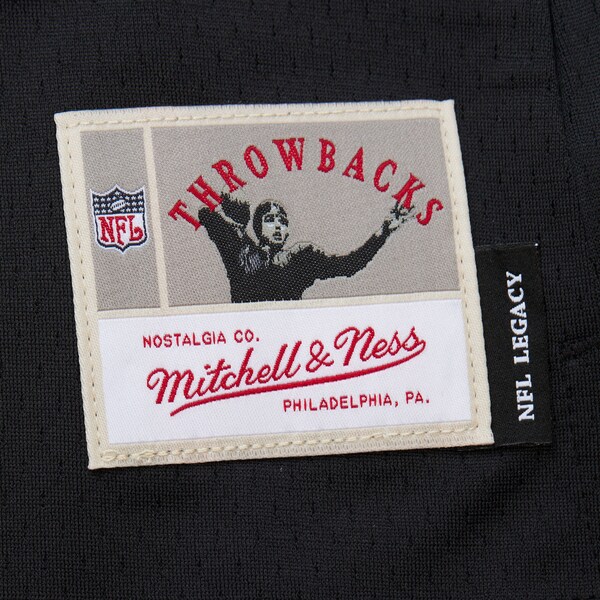 THROWBACKS
NFL
NOSTALGIA CO.
Mitchell & Ness
PHILADELPHIA, PA.
NFL LEGACY